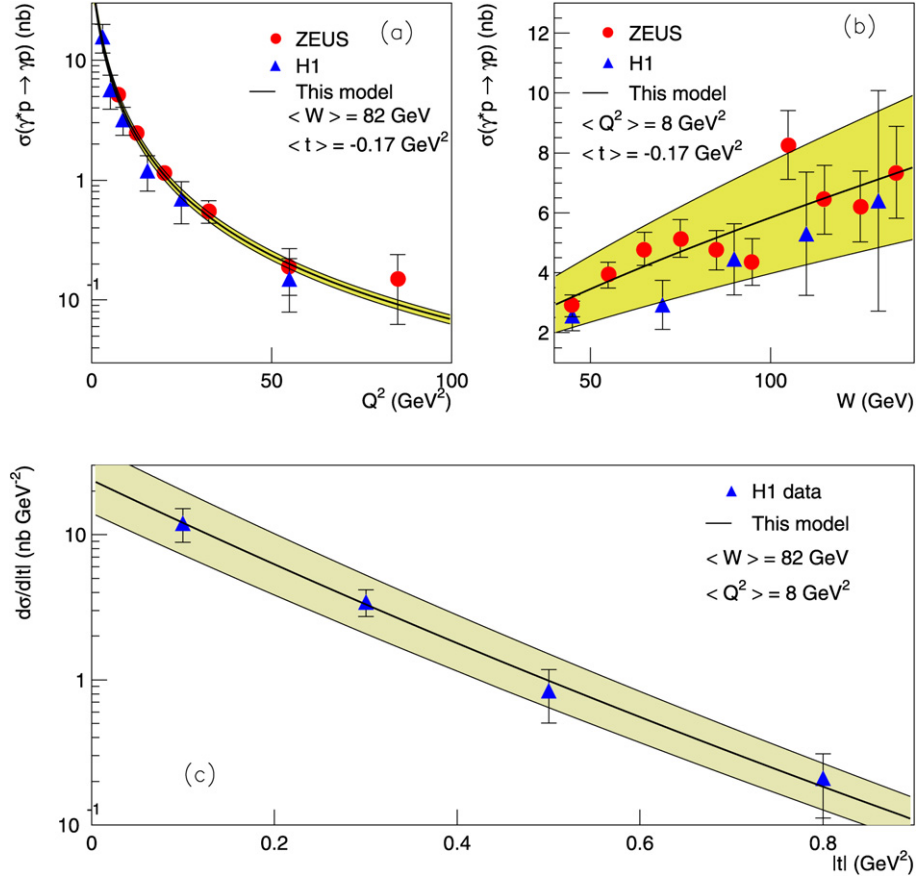 σ(γ*p → γp) (nb)
10
1
10
-1
0
50
100
Q² (GeV²)
(a)
ZEUS
H1
This model
< W > = 82 GeV
< t > = -0.17 GeV²
σ(γ*p → γp) (nb)
12
10
8
6
4
2
50
100
W (GeV)
(b)
ZEUS
H1
This model
< Q² > = 8 GeV²
< t > = -0.17 GeV²
dσ/d|t| (nb GeV⁻²)
10
1
10
-1
0
0.2
0.4
0.6
0.8
|t| (GeV²)
(c)
H1 data
This model
< W > = 82 GeV
< Q² > = 8 GeV²